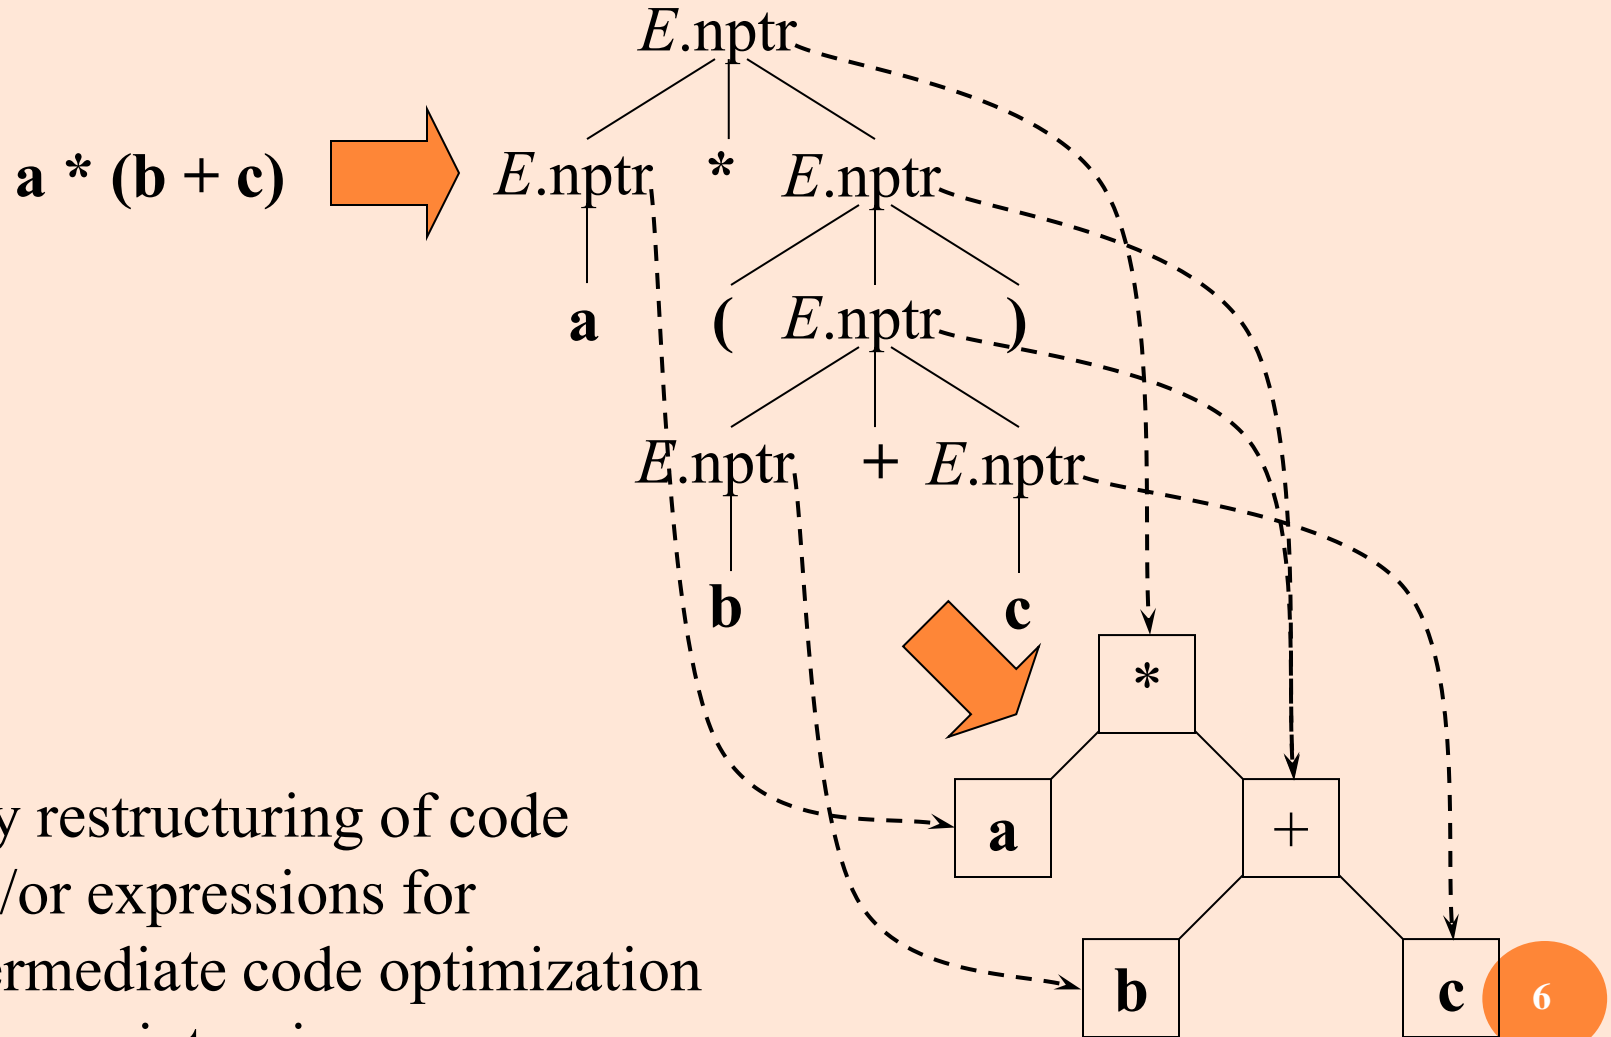 E.nptr
a * (b + c)
E.nptr * E.nptr
a ( E.nptr )
E.nptr + E.nptr
b c
*
a +
y restructuring of code
/or expressions for
ermediate code optimization
b c 6